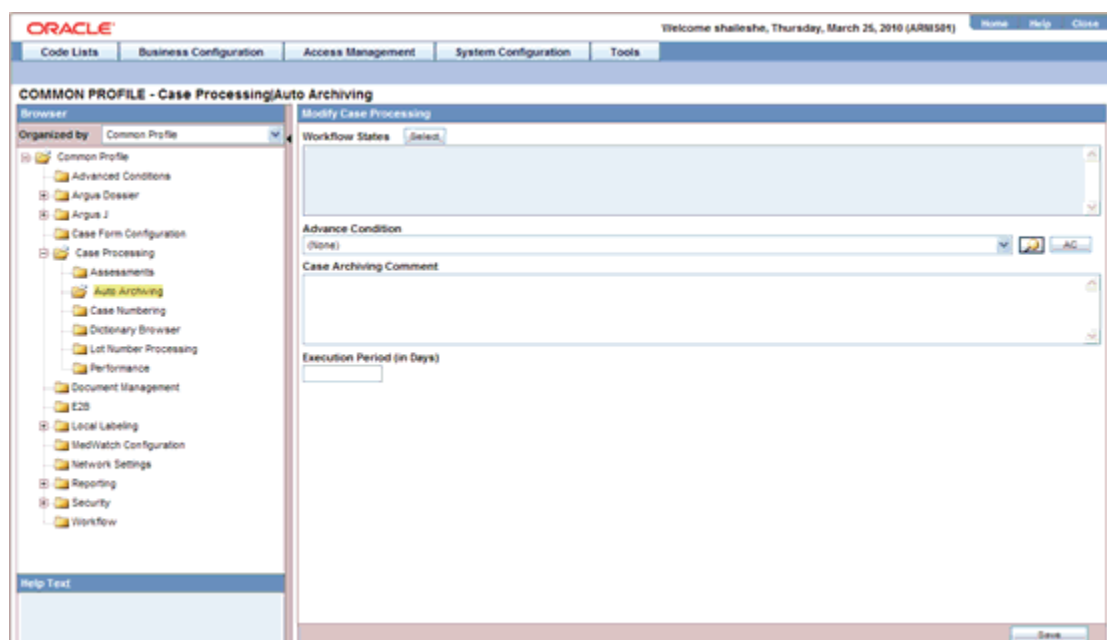 ORACLE
Welcome shaileshe, Thursday, March 25, 2010 (ARM501)
Home Help Close
Code Lists Business Configuration Access Management System Configuration Tools
COMMON PROFILE - Case Processing|Auto Archiving
Browser
Organized by Common Profile
Common Profile
Advanced Conditions
Argus Dossier
Argus J
Case Form Configuration
Case Processing
Assessments
Auto Archiving
Case Numbering
Dictionary Browser
Lot Number Processing
Performance
Document Management
E2B
Local Labeling
MedWatch Configuration
Network Settings
Reporting
Security
Workflow
Help Text
Modify Case Processing
Workflow States Select
Advance Condition
(None)
AC
Case Archiving Comment
Execution Period (in Days)
Save